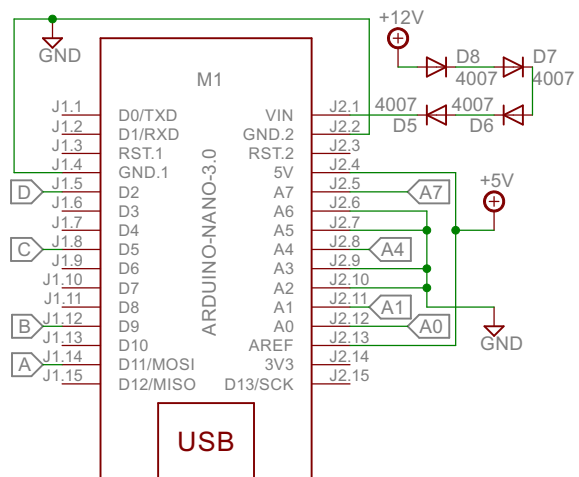 +12V
GND
D8
D7
4007
4007
M1
4007
4007
D5
D6
J1.1
D0/TXD
VIN
J2.1
J1.2
D1/RXD
GND.2
J2.2
J1.3
RST.1
RST.2
J2.3
J1.4
GND.1
5V
J2.4
D
J1.5
D2
A7
J2.5
A7
+5V
J1.6
D3
A6
J2.6
J1.7
D4
A5
J2.7
C
J1.8
D5
A4
J2.8
A4
J1.9
D6
A3
J2.9
J1.10
D7
A2
J2.10
J1.11
D8
A1
J2.11
A1
B
J1.12
D9
A0
J2.12
A0
J1.13
D10
AREF
J2.13
GND
A
J1.14
D11/MOSI
3V3
J2.14
J1.15
D12/MISO
D13/SCK
J2.15
ARDUINO-NANO-3.0
USB